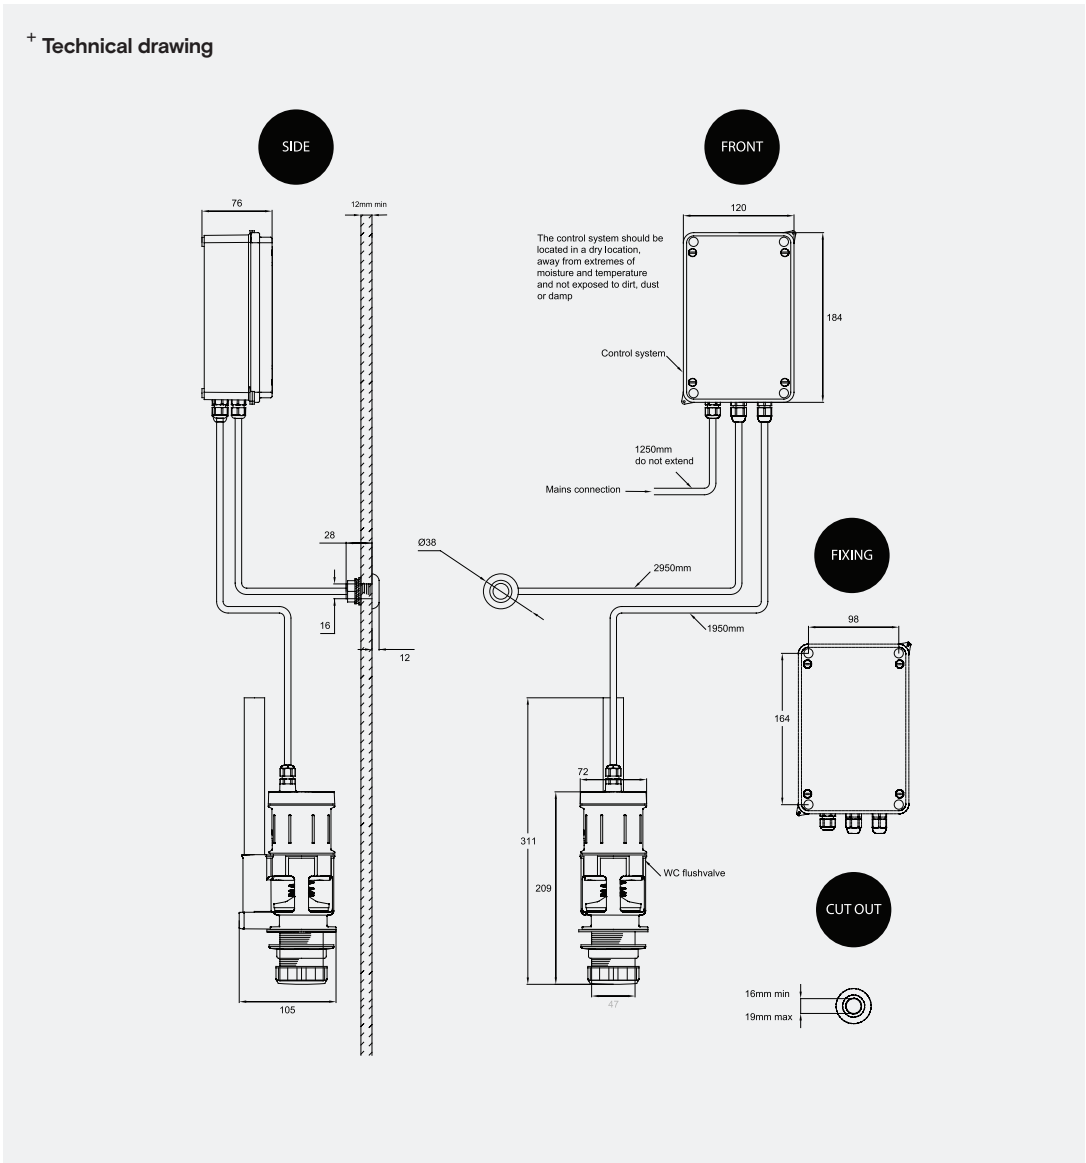 + Technical drawing
SIDE
FRONT
76
12mm min
120
The control system should be
located in a dry location,
away from extremes of
moisture and temperature
and not exposed to dirt, dust
or damp
184
Control system
1250mm
do not extend
Mains connection
28
Ø38
FIXING
2950mm
16
1950mm
98
12
164
72
311
WC flushvalve
209
CUT OUT
16mm min
19mm max
105
47